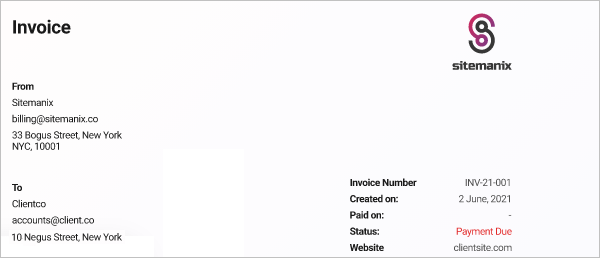 Invoice
sitemanix
From
Sitemanix
billing@sitemanix.co
33 Bogus Street, New York
NYC, 10001
To
Clientco
accounts@client.co
10 Negus Street, New York
Invoice Number INV-21-001
Created on: 2 June, 2021
Paid on: -
Status: Payment Due
Website clientsite.com